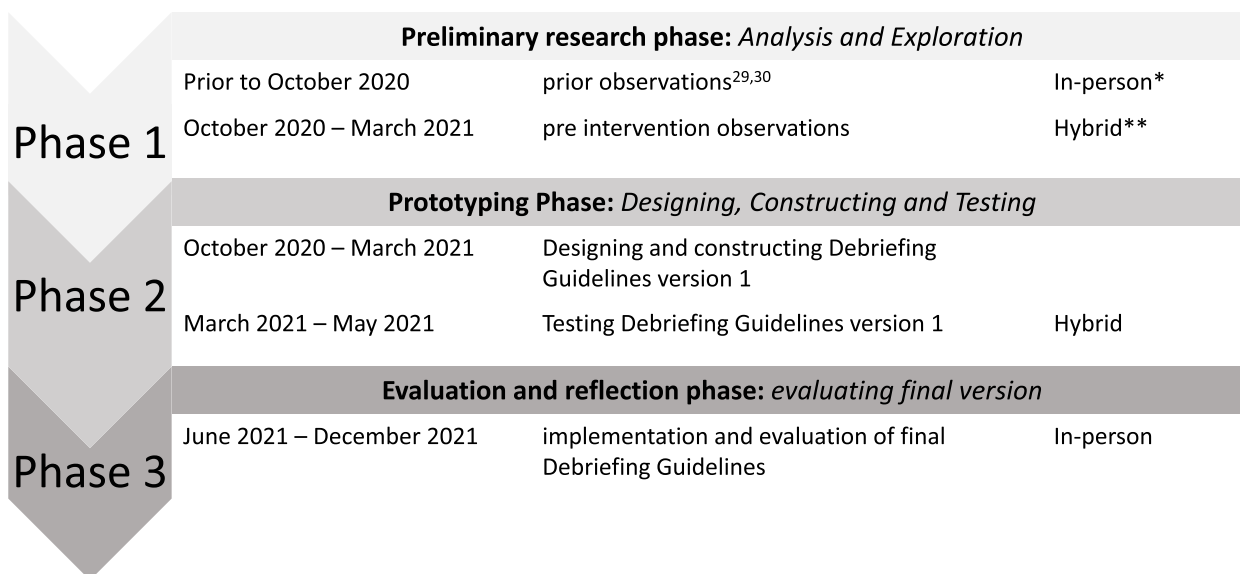 Preliminary research phase: Analysis and Exploration
Phase 1
Prior to October 2020 prior observations29,30 In-person*
October 2020 – March 2021 pre intervention observations Hybrid**
Prototyping Phase: Designing, Constructing and Testing
Phase 2
October 2020 – March 2021 Designing and constructing Debriefing
Guidelines version 1
March 2021 – May 2021 Testing Debriefing Guidelines version 1 Hybrid
Evaluation and reflection phase: evaluating final version
Phase 3
June 2021 – December 2021 implementation and evaluation of final In-person
Debriefing Guidelines